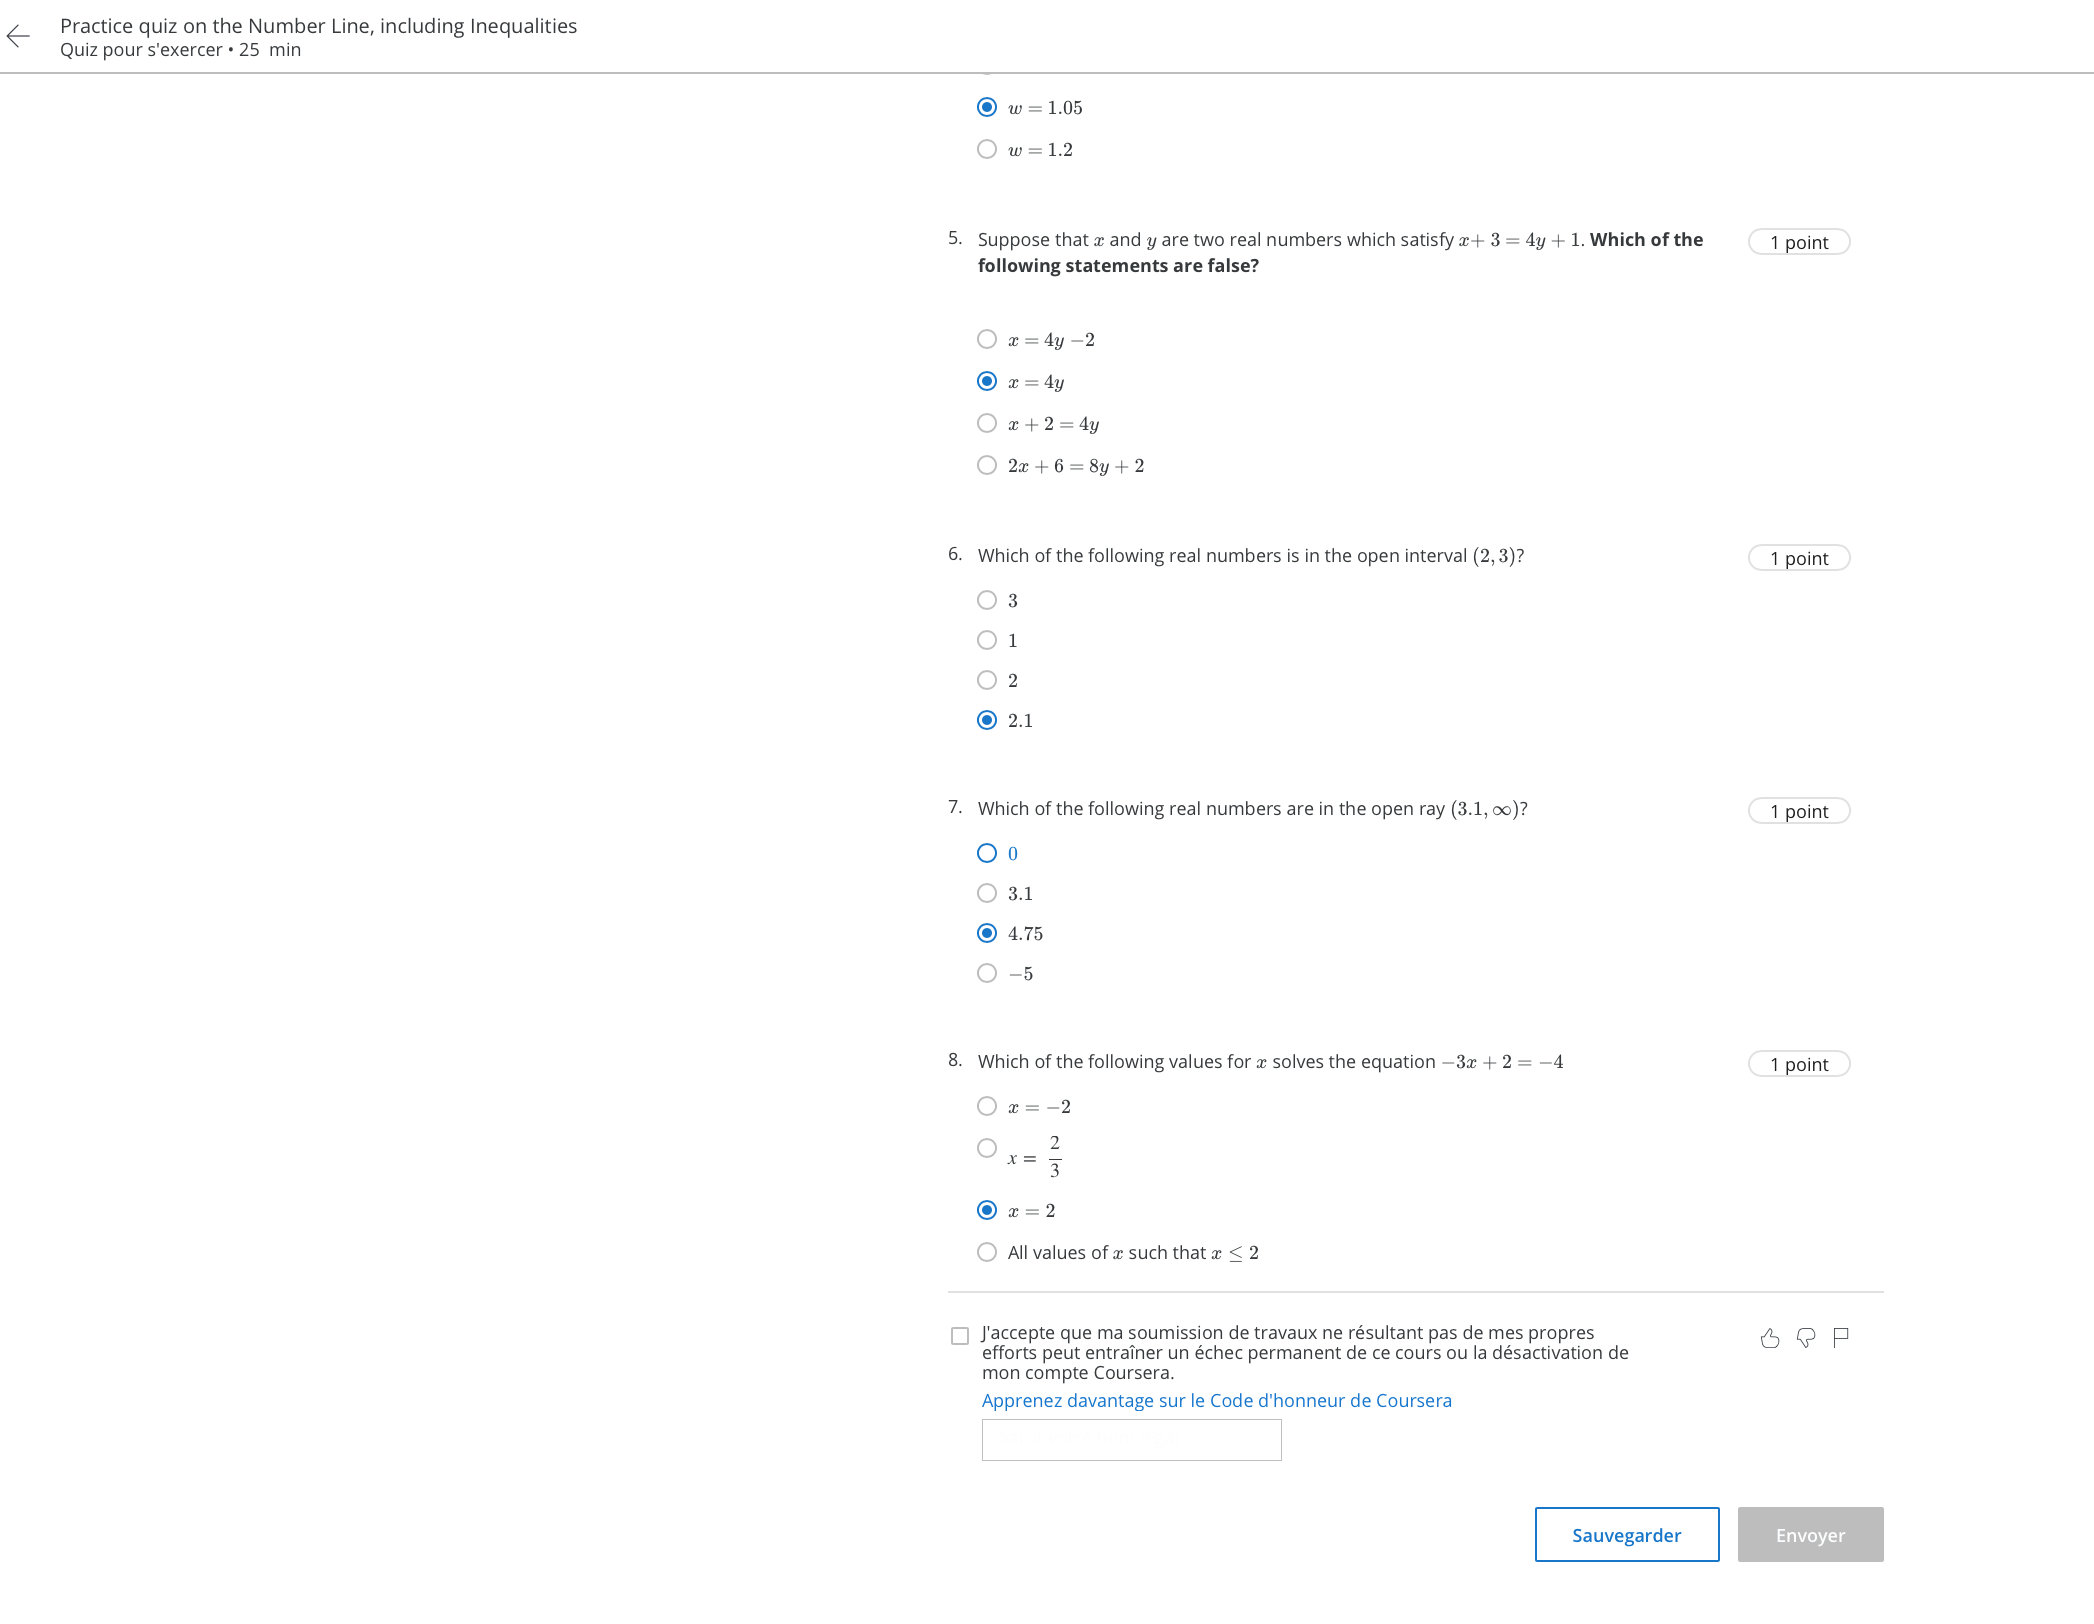 Practice quiz on the Number Line, including Inequalities
Quiz pour s'exercer • 25 min
w = 1.05
w = 1.2
5. Suppose that x and y are two real numbers which satisfy x+ 3 = 4y + 1. Which of the 1 point
following statements are false?
x = 4y −2
x = 4y
x + 2 = 4y
2x + 6 = 8y + 2
6. Which of the following real numbers is in the open interval (2, 3)? 1 point
3
1
2
2.1
7. Which of the following real numbers are in the open ray (3.1, ∞)? 1 point
0
3.1
4.75
−5
8. Which of the following values for x solves the equation −3x + 2 = −4 1 point
x = −2
x = 2/3
x = 2
All values of x such that x ≤ 2
J'accepte que ma soumission de travaux ne résultant pas de mes propres
efforts peut entraîner un échec permanent de ce cours ou la désactivation de
mon compte Coursera.
Apprenez davantage sur le Code d'honneur de Coursera
Sauvegarder Envoyer